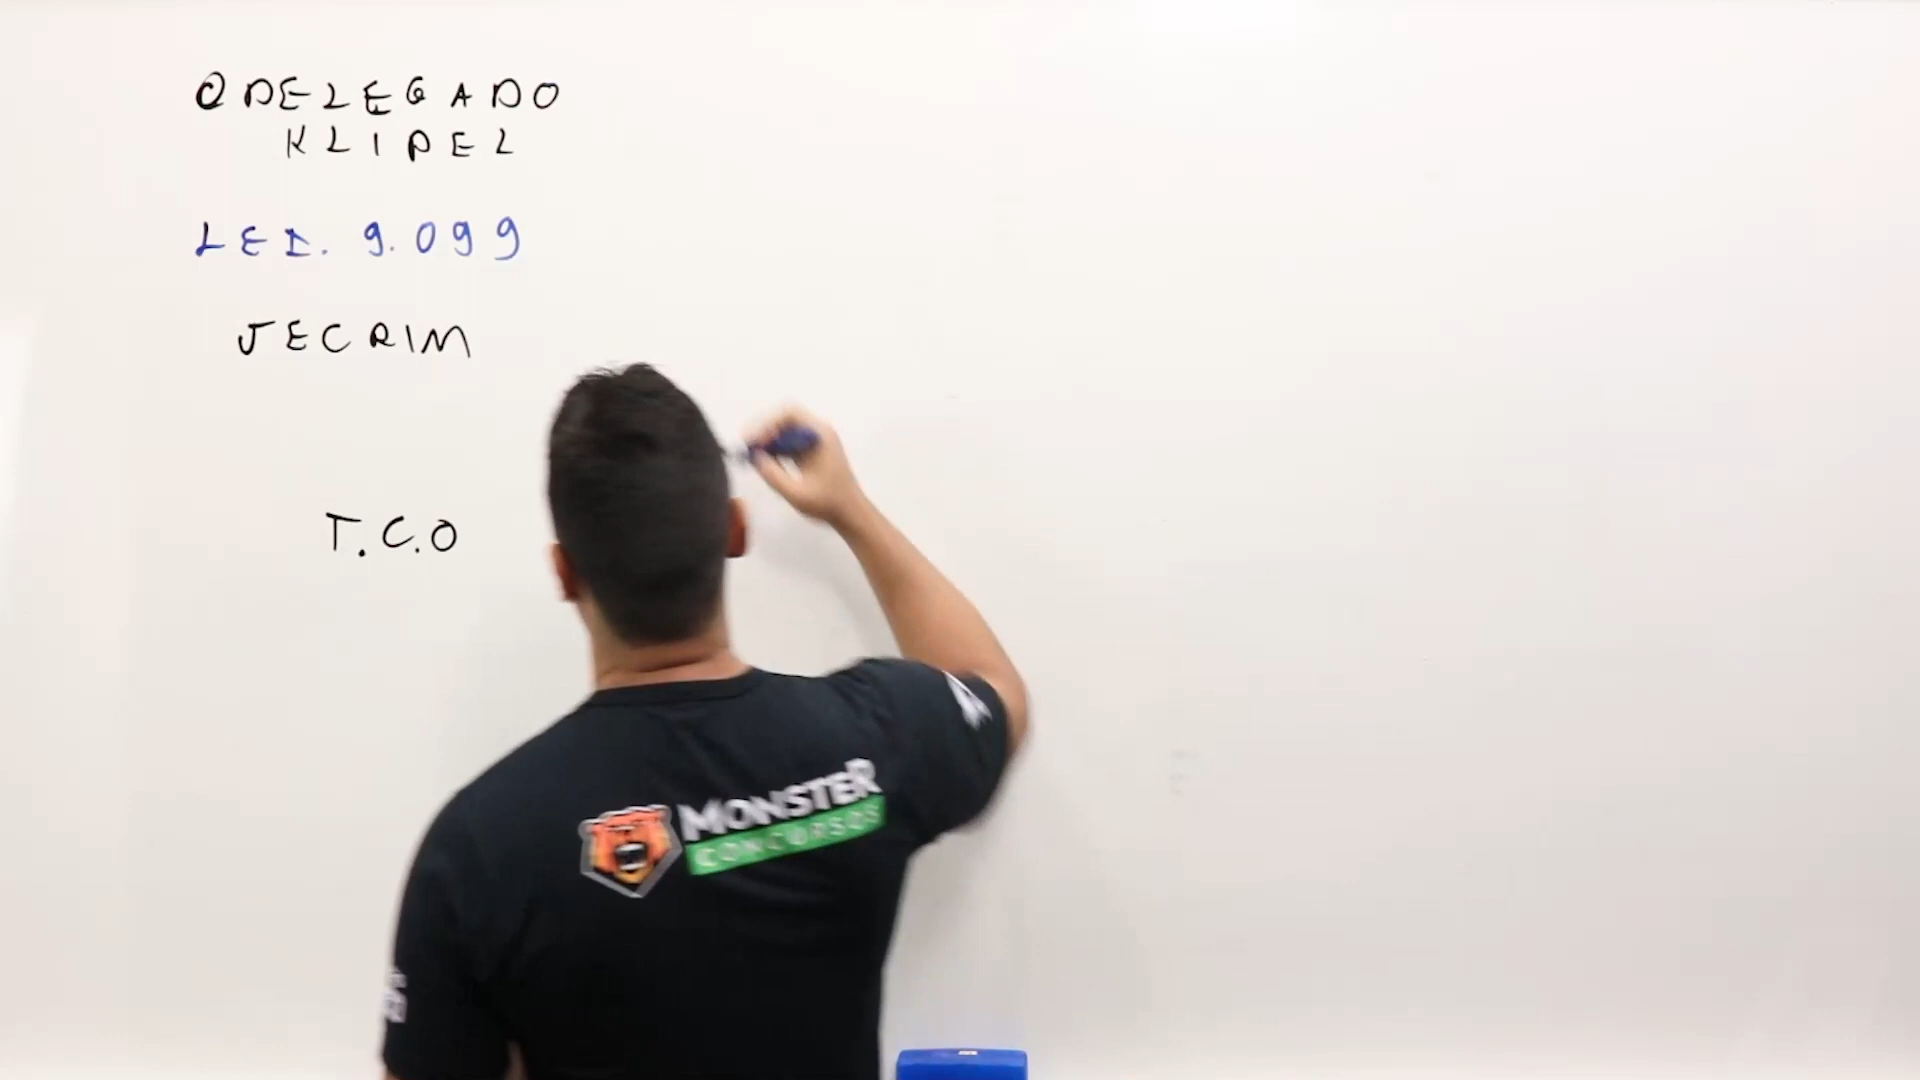 @DELEGADO
KLIPEL
LEI. 9.099
JECRIM
T.C.O
MONSTER
CONCURSOS